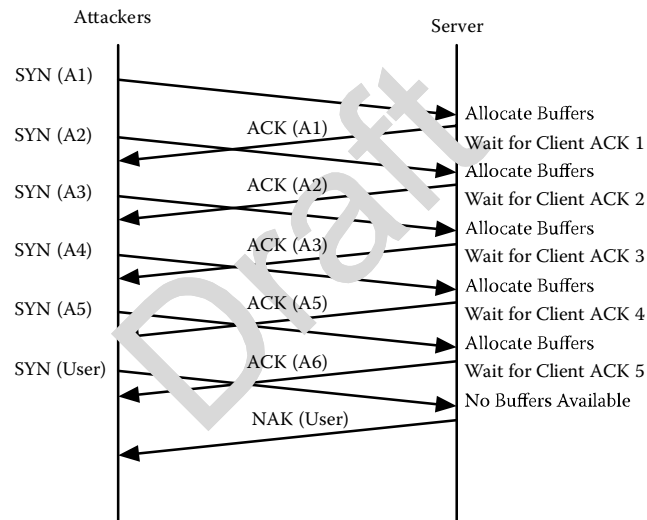 Attackers
Server
SYN (A1)
Allocate Buffers
ACK (A1)
SYN (A2)
Wait for Client ACK 1
Allocate Buffers
ACK (A2)
SYN (A3)
Wait for Client ACK 2
Allocate Buffers
ACK (A3)
SYN (A4)
Wait for Client ACK 3
Allocate Buffers
ACK (A5)
SYN (A5)
Wait for Client ACK 4
Allocate Buffers
ACK (A6)
SYN (User)
Wait for Client ACK 5
No Buffers Available
NAK (User)
Draft